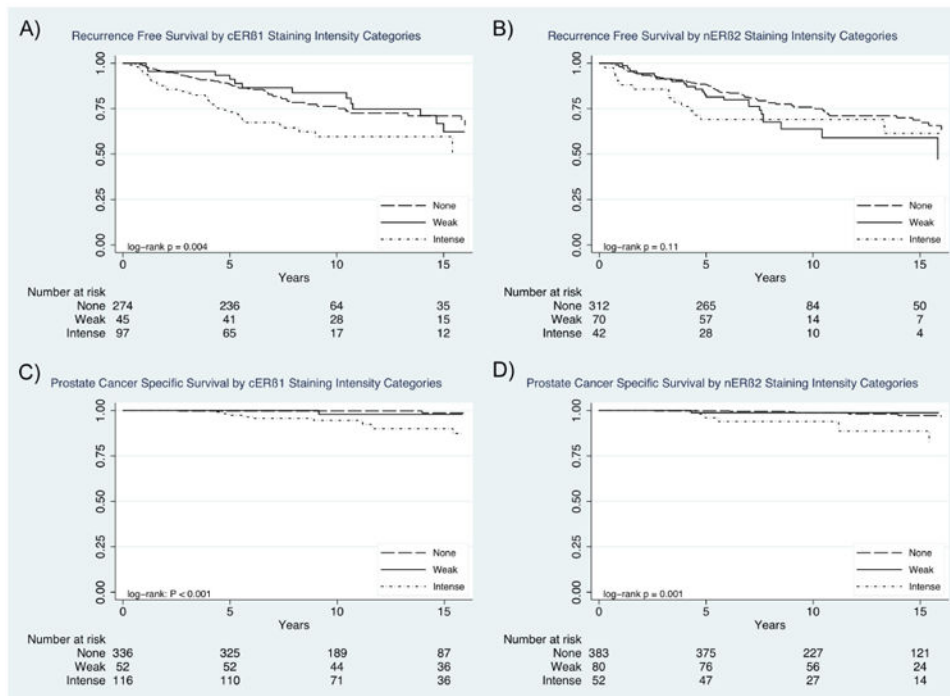 A)
Recurrence Free Survival by cERß1 Staining Intensity Categories
1.00
0.75
0.50
0.25
0.00
None
Weak
Intense
log-rank p = 0.004
0 5 10 15
Years
Number at risk
None 274 236 64 35
Weak 45 41 28 15
Intense 97 65 17 12
B)
Recurrence Free Survival by nERß2 Staining Intensity Categories
1.00
0.75
0.50
0.25
0.00
None
Weak
Intense
log-rank p = 0.11
0 5 10 15
Years
Number at risk
None 312 265 84 50
Weak 70 57 14 7
Intense 42 28 10 4
C)
Prostate Cancer Specific Survival by cERß1 Staining Intensity Categories
1.00
0.75
0.50
0.25
0.00
None
Weak
Intense
log-rank: P < 0.001
0 5 10 15
Years
Number at risk
None 336 325 189 87
Weak 52 52 44 36
Intense 116 110 71 36
D)
Prostate Cancer Specific Survival by nERß2 Staining Intensity Categories
1.00
0.75
0.50
0.25
0.00
None
Weak
Intense
log-rank p = 0.001
0 5 10 15
Years
Number at risk
None 383 375 227 121
Weak 80 76 56 24
Intense 52 47 27 14